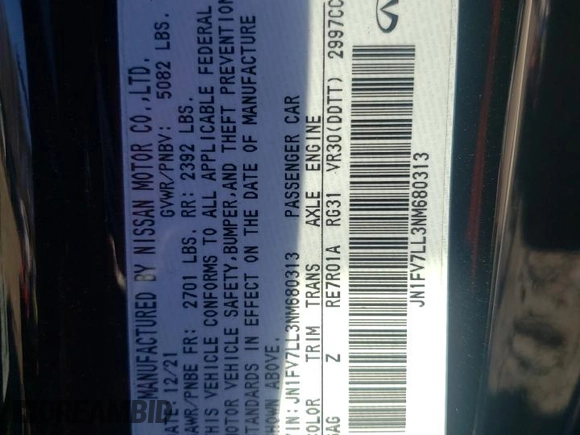 MANUFACTURED BY NISSAN MOTOR CO.,LTD.
12/21 GVWR/PNBV: 5082 LBS.
GAWR/PNBE FR: 2701 LBS. RR: 2392 LBS.
THIS VEHICLE CONFORMS TO ALL APPLICABLE FEDERAL
MOTOR VEHICLE SAFETY,BUMPER,AND THEFT PREVENTION
STANDARDS IN EFFECT ON THE DATE OF MANUFACTURE
SHOWN ABOVE.
VIN:JN1FV7LL3NM680313 PASSENGER CAR
COLOR TRIM TRANS AXLE ENGINE
GAG Z RE7R01A RG31 VR30(DDTT) 2997CC
JN1FV7LL3NM680313